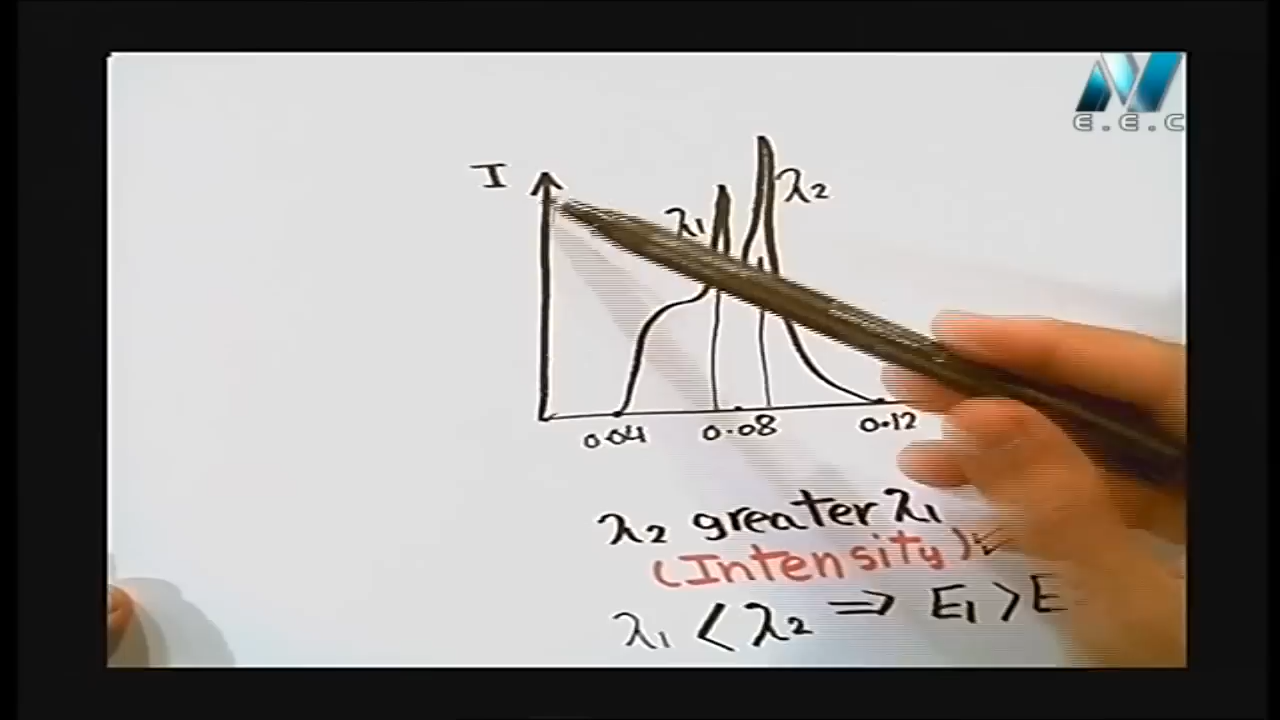 E.E.C
I
λ1
λ2
0.04 0.08 0.12
λ2 greater λ1
(Intensity)
λ1 < λ2 ⇒ E1 > E